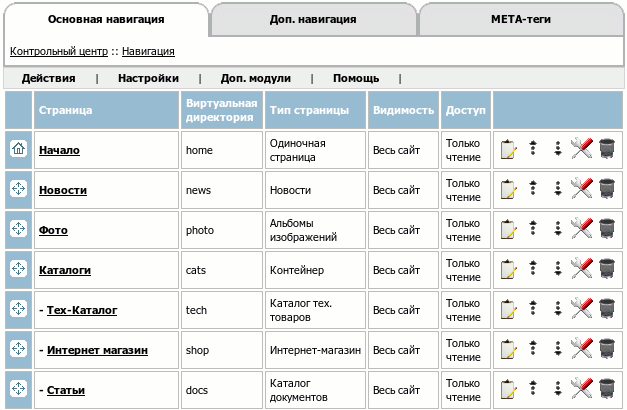 Основная навигация Доп. навигация META-теги
Контрольный центр :: Навигация
Действия | Настройки | Доп. модули | Помощь |
Страница Виртуальная директория Тип страницы Видимость Доступ
Начало home Одиночная страница Весь сайт Только чтение
Новости news Новости Весь сайт Только чтение
Фото photo Альбомы изображений Весь сайт Только чтение
Каталоги cats Контейнер Весь сайт Только чтение
- Тех-Каталог tech Каталог тех. товаров Весь сайт Только чтение
- Интернет магазин shop Интернет-магазин Весь сайт Только чтение
- Статьи docs Каталог документов Весь сайт Только чтение